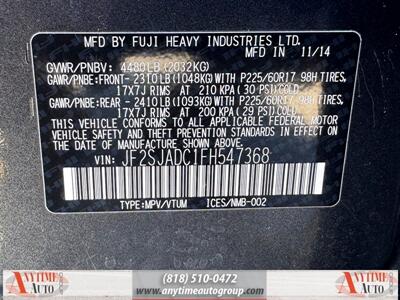 MFD. BY FUJI HEAVY INDUSTRIES LTD.
MFD IN 11/14
GVWR/PNBV: 4480LB (2032KG)
GAWR/PNBE:FRONT- 2310LB (1048KG)WITH P225/60R17 98H TIRES,
17X7J RIMS AT 210 KPA (30 PSI)COLD
GAWR/PNBE:REAR - 2410LB (1093KG)WITH P225/60R17 98H TIRES,
17X7J RIMS AT 200 KPA (29 PSI)COLD
THIS VEHICLE CONFORMS TO ALL APPLICABLE FEDERAL MOTOR
VEHICLE SAFETY, BUMPER, AND THEFT PREVENTION STANDARDS IN
EFFECT ON THE DATE OF MANUFACTURE SHOWN ABOVE.
VIN: JF2SJADC1FH547368
TYPE:MPV/VTUM ICES/NMB-002
ANYTIME AUTO
(818) 510-0472
www.anytimeautogroup.com
ANYTIME AUTO